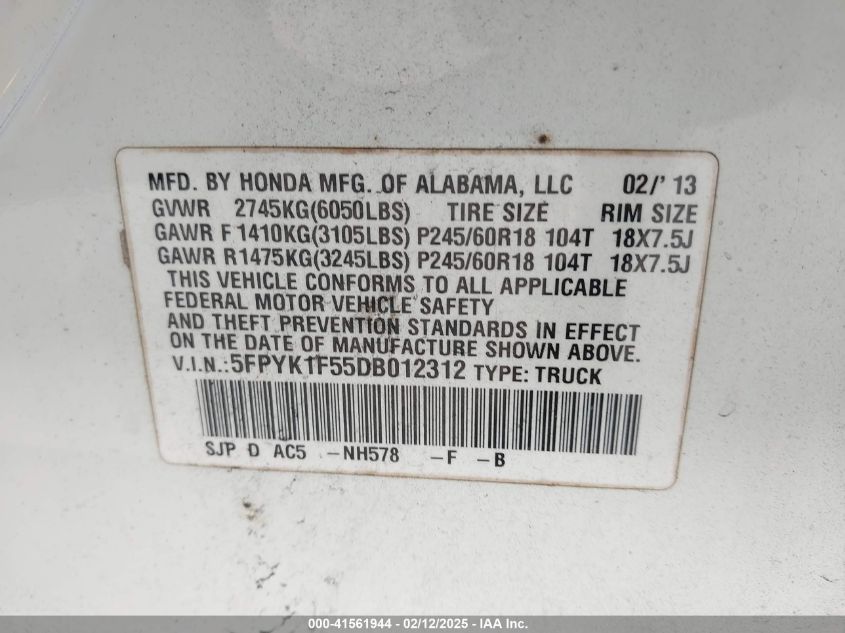 MFD. BY HONDA MFG. OF ALABAMA, LLC 02/' 13
GVWR 2745KG(6050LBS) TIRE SIZE RIM SIZE
GAWR F 1410KG(3105LBS) P245/60R18 104T 18X7.5J
GAWR R1475KG(3245LBS) P245/60R18 104T 18X7.5J
THIS VEHICLE CONFORMS TO ALL APPLICABLE
FEDERAL MOTOR VEHICLE SAFETY
AND THEFT PREVENTION STANDARDS IN EFFECT
ON THE DATE OF MANUFACTURE SHOWN ABOVE.
V.I.N.:5FPYK1F55DB012312 TYPE: TRUCK
SJP D AC5 -NH578 -F -B
000-41561944 - 02/12/2025 - IAA Inc.